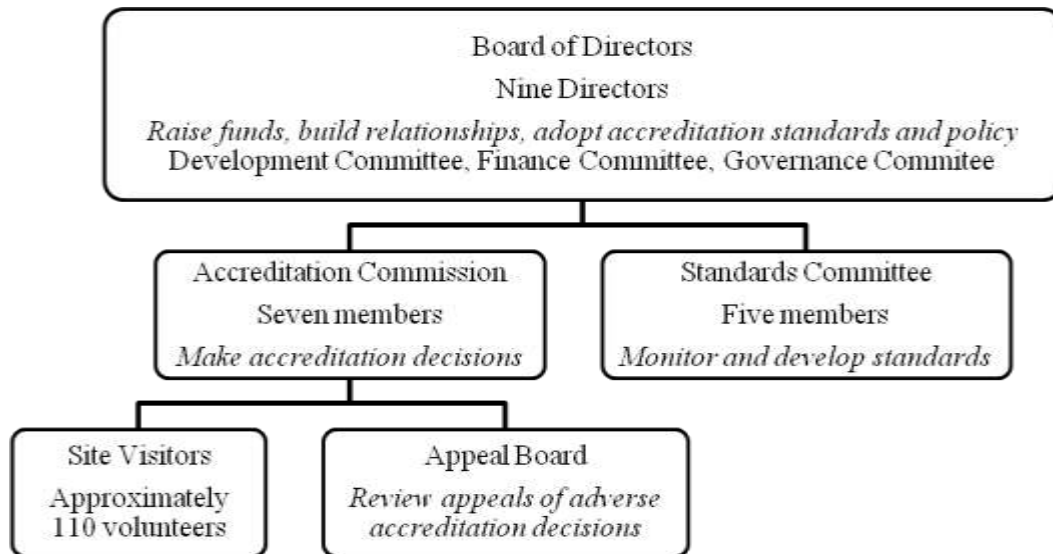 Board of Directors
Nine Directors
Raise funds, build relationships, adopt accreditation standards and policy
Development Committee, Finance Committee, Governance Commitee
Accreditation Commission
Seven members
Make accreditation decisions
Standards Committee
Five members
Monitor and develop standards
Site Visitors
Approximately
110 volunteers
Appeal Board
Review appeals of adverse
accreditation decisions